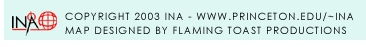 INA
COPYRIGHT 2003 INA - WWW.PRINCETON.EDU/~INA
MAP DESIGNED BY FLAMING TOAST PRODUCTIONS